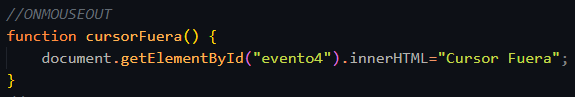 //ONMOUSEOUT
function cursorFuera() {
    document.getElementById("evento4").innerHTML="Cursor Fuera";
}